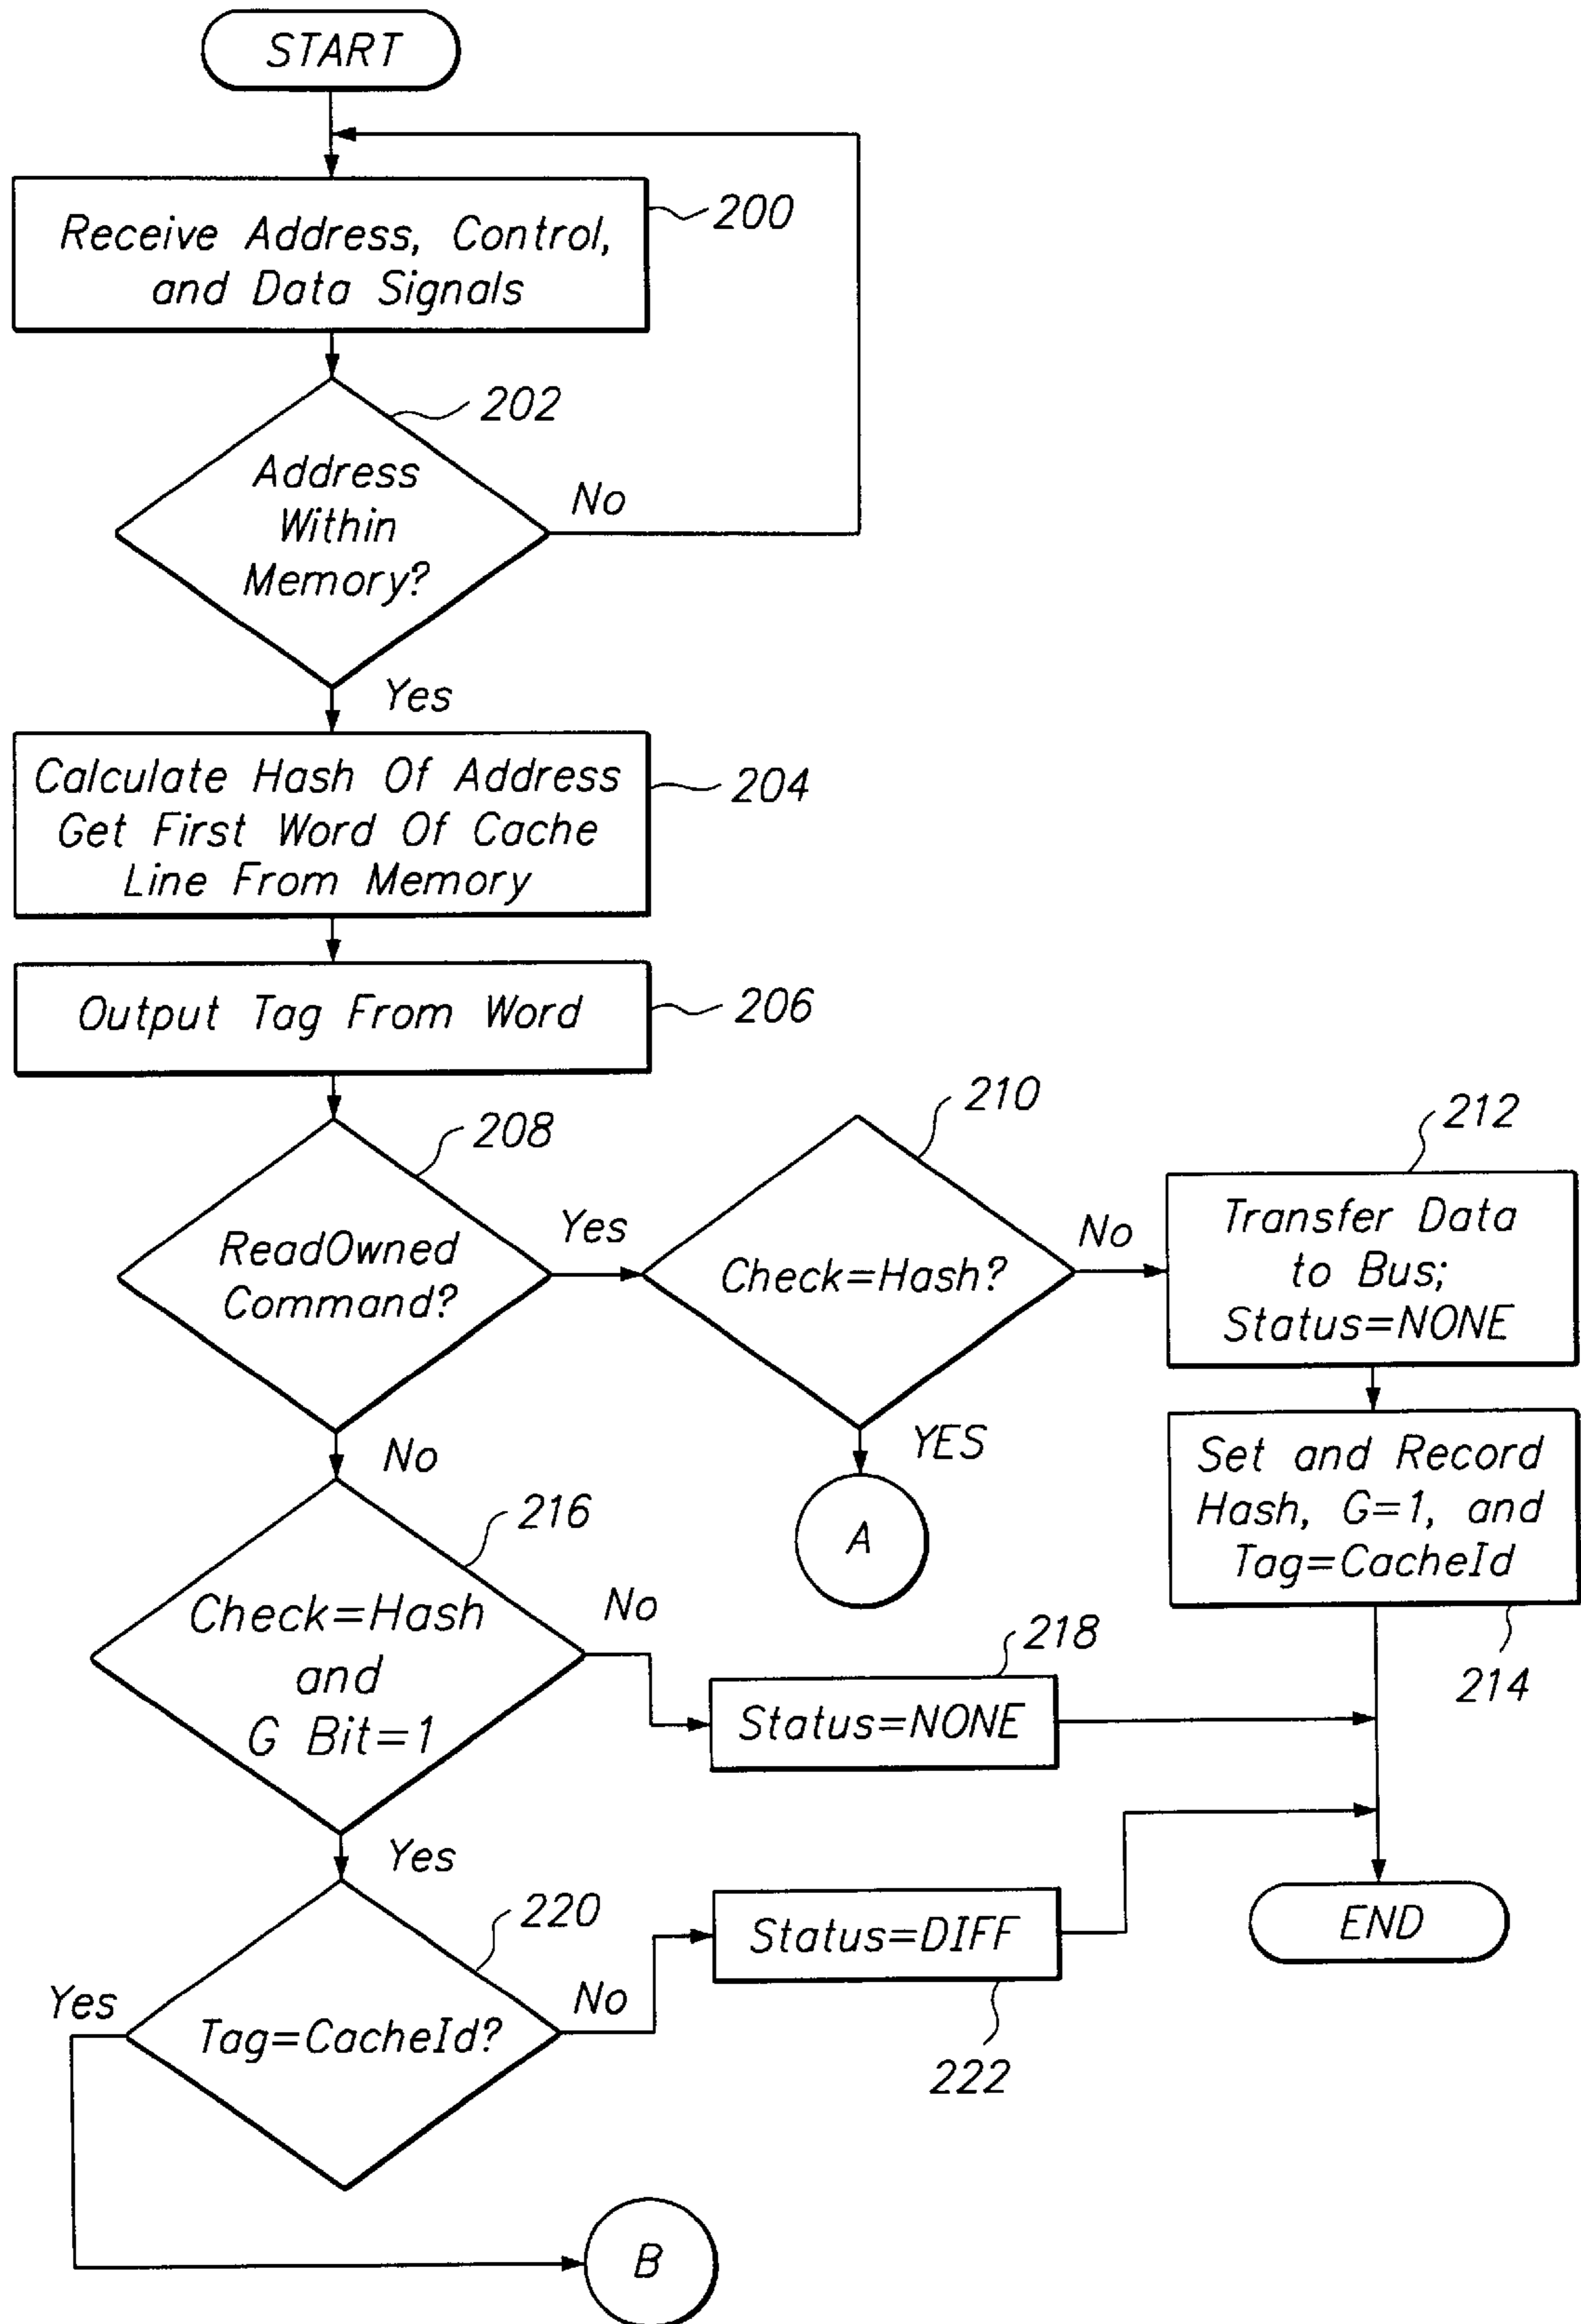 START
Receive Address, Control,
and Data Signals
200
202
Address
Within
Memory?
No
Yes
Calculate Hash Of Address
Get First Word Of Cache
Line From Memory
204
Output Tag From Word
206
208
ReadOwned
Command?
Yes
210
Check=Hash?
No
212
Transfer Data
to Bus;
Status=NONE
No
YES
A
Set and Record
Hash, G=1, and
Tag=CacheId
214
216
Check=Hash
and
G Bit=1
No
218
Status=NONE
Yes
220
Tag=CacheId?
Yes
No
Status=DIFF
222
END
B